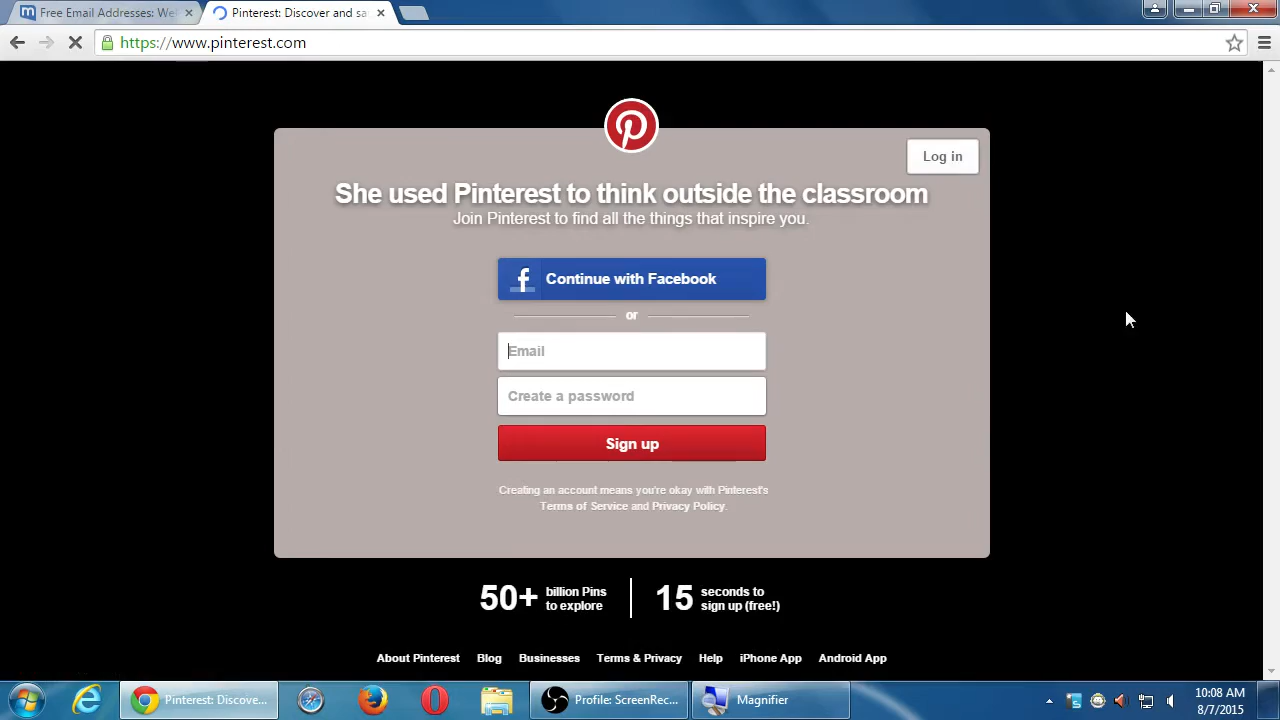 Free Email Addresses: We
Pinterest: Discover and sa
https://www.pinterest.com
Log in
She used Pinterest to think outside the classroom
Join Pinterest to find all the things that inspire you.
f Continue with Facebook
or
Email
Create a password
Sign up
Creating an account means you're okay with Pinterest's
Terms of Service and Privacy Policy.
50+ billion Pins to explore
15 seconds to sign up (free!)
About Pinterest Blog Businesses Terms & Privacy Help iPhone App Android App
Pinterest: Discove...
Profile: ScreenRec...
Magnifier
10:08 AM
8/7/2015